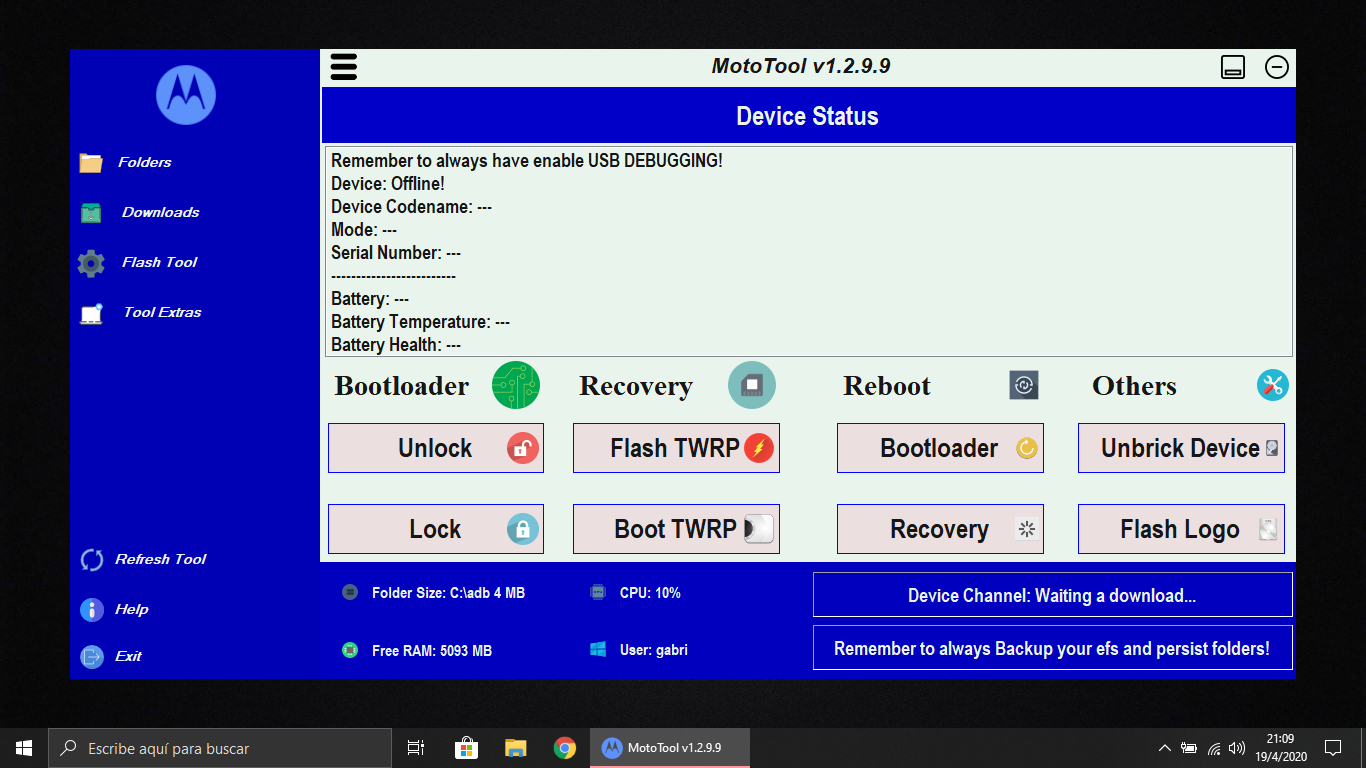 MotoTool v1.2.9.9
Folders
Downloads
Flash Tool
Tool Extras
Refresh Tool
Help
Exit
Device Status
Remember to always have enable USB DEBUGGING!
Device: Offline!
Device Codename: ---
Mode: ---
Serial Number: ---
-------------------------
Battery: ---
Battery Temperature: ---
Battery Health: ---
Bootloader
Recovery
Reboot
Others
Unlock
Flash TWRP
Bootloader
Unbrick Device
Lock
Boot TWRP
Recovery
Flash Logo
Folder Size: C:\adb 4 MB
CPU: 10%
Device Channel: Waiting a download...
Free RAM: 5093 MB
User: gabri
Remember to always Backup your efs and persist folders!
Escribe aquí para buscar
MotoTool v1.2.9.9
21:09
19/4/2020